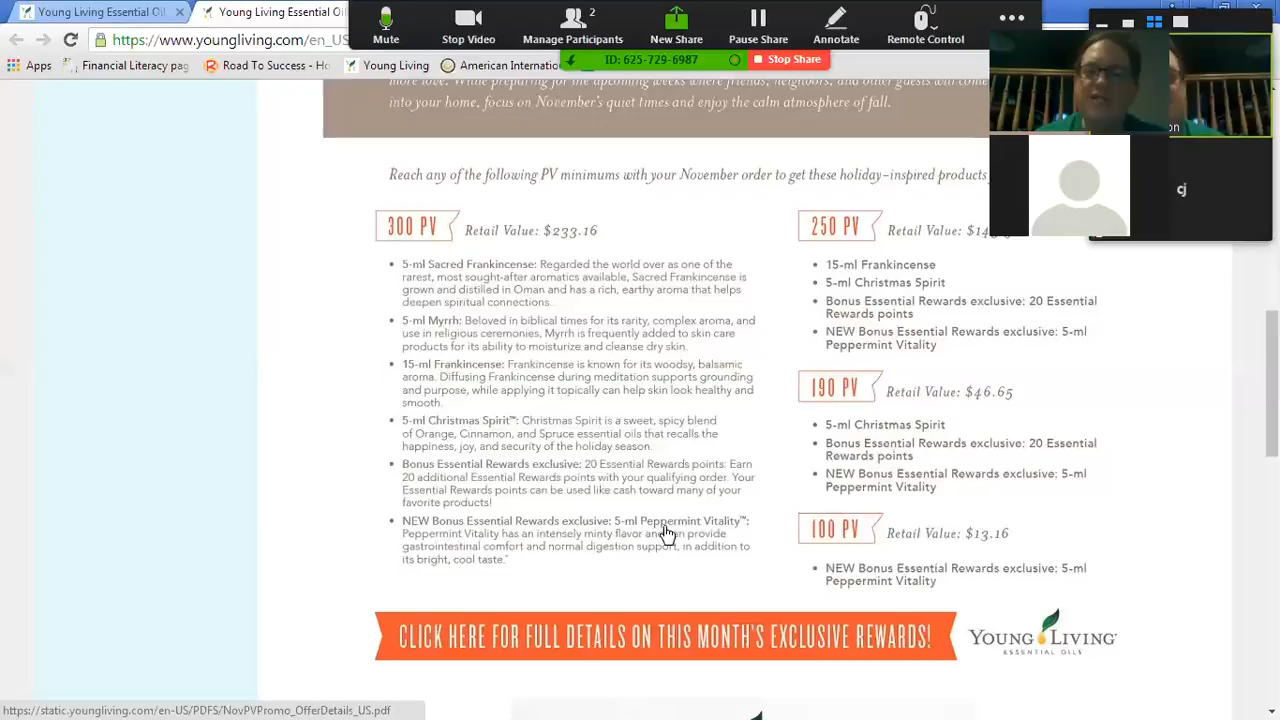 Young Living Essential Oils
Young Living Essential Oil
Mute
Stop Video
2
Manage Participants
New Share
Pause Share
Annotate
Remote Control
https://www.youngliving.com/en_US
ID: 625-729-6987
Stop Share
Apps
Financial Literacy pag
Road To Success – Ho
Young Living
American Internatio
more love. While preparing for the upcoming weeks where friends, neighbors, and other guests will come
into your home, focus on November's quiet times and enjoy the calm atmosphere of fall.
on
cj
Reach any of the following PV minimums with your November order to get these holiday-inspired products
300 PV
Retail Value: $233.16
• 5-ml Sacred Frankincense: Regarded the world over as one of the
rarest, most sought-after aromatics available, Sacred Frankincense is
grown and distilled in Oman and has a rich, earthy aroma that helps
deepen spiritual connections.
• 5-ml Myrrh: Beloved in biblical times for its rarity, complex aroma, and
use in religious ceremonies, Myrrh is frequently added to skin care
products for its ability to moisturize and cleanse dry skin.
• 15-ml Frankincense: Frankincense is known for its woodsy, balsamic
aroma. Diffusing Frankincense during meditation supports grounding
and purpose, while applying it topically can help skin look healthy and
smooth.
• 5-ml Christmas Spirit™: Christmas Spirit is a sweet, spicy blend
of Orange, Cinnamon, and Spruce essential oils that recalls the
happiness, joy, and security of the holiday season.
• Bonus Essential Rewards exclusive: 20 Essential Rewards points: Earn
20 additional Essential Rewards points with your qualifying order. Your
Essential Rewards points can be used like cash toward many of your
favorite products!
• NEW Bonus Essential Rewards exclusive: 5-ml Peppermint Vitality™:
Peppermint Vitality has an intensely minty flavor and can provide
gastrointestinal comfort and normal digestion support, in addition to
its bright, cool taste.*
250 PV
Retail Value: $14
• 15-ml Frankincense
• 5-ml Christmas Spirit
• Bonus Essential Rewards exclusive: 20 Essential
Rewards points
• NEW Bonus Essential Rewards exclusive: 5-ml
Peppermint Vitality
190 PV
Retail Value: $46.65
• 5-ml Christmas Spirit
• Bonus Essential Rewards exclusive: 20 Essential
Rewards points
• NEW Bonus Essential Rewards exclusive: 5-ml
Peppermint Vitality
100 PV
Retail Value: $13.16
• NEW Bonus Essential Rewards exclusive: 5-ml
Peppermint Vitality
CLICK HERE FOR FULL DETAILS ON THIS MONTH'S EXCLUSIVE REWARDS!
YOUNG LIVING
ESSENTIAL OILS
https://static.youngliving.com/en-US/PDFS/NovPVPromo_OfferDetails_US.pdf